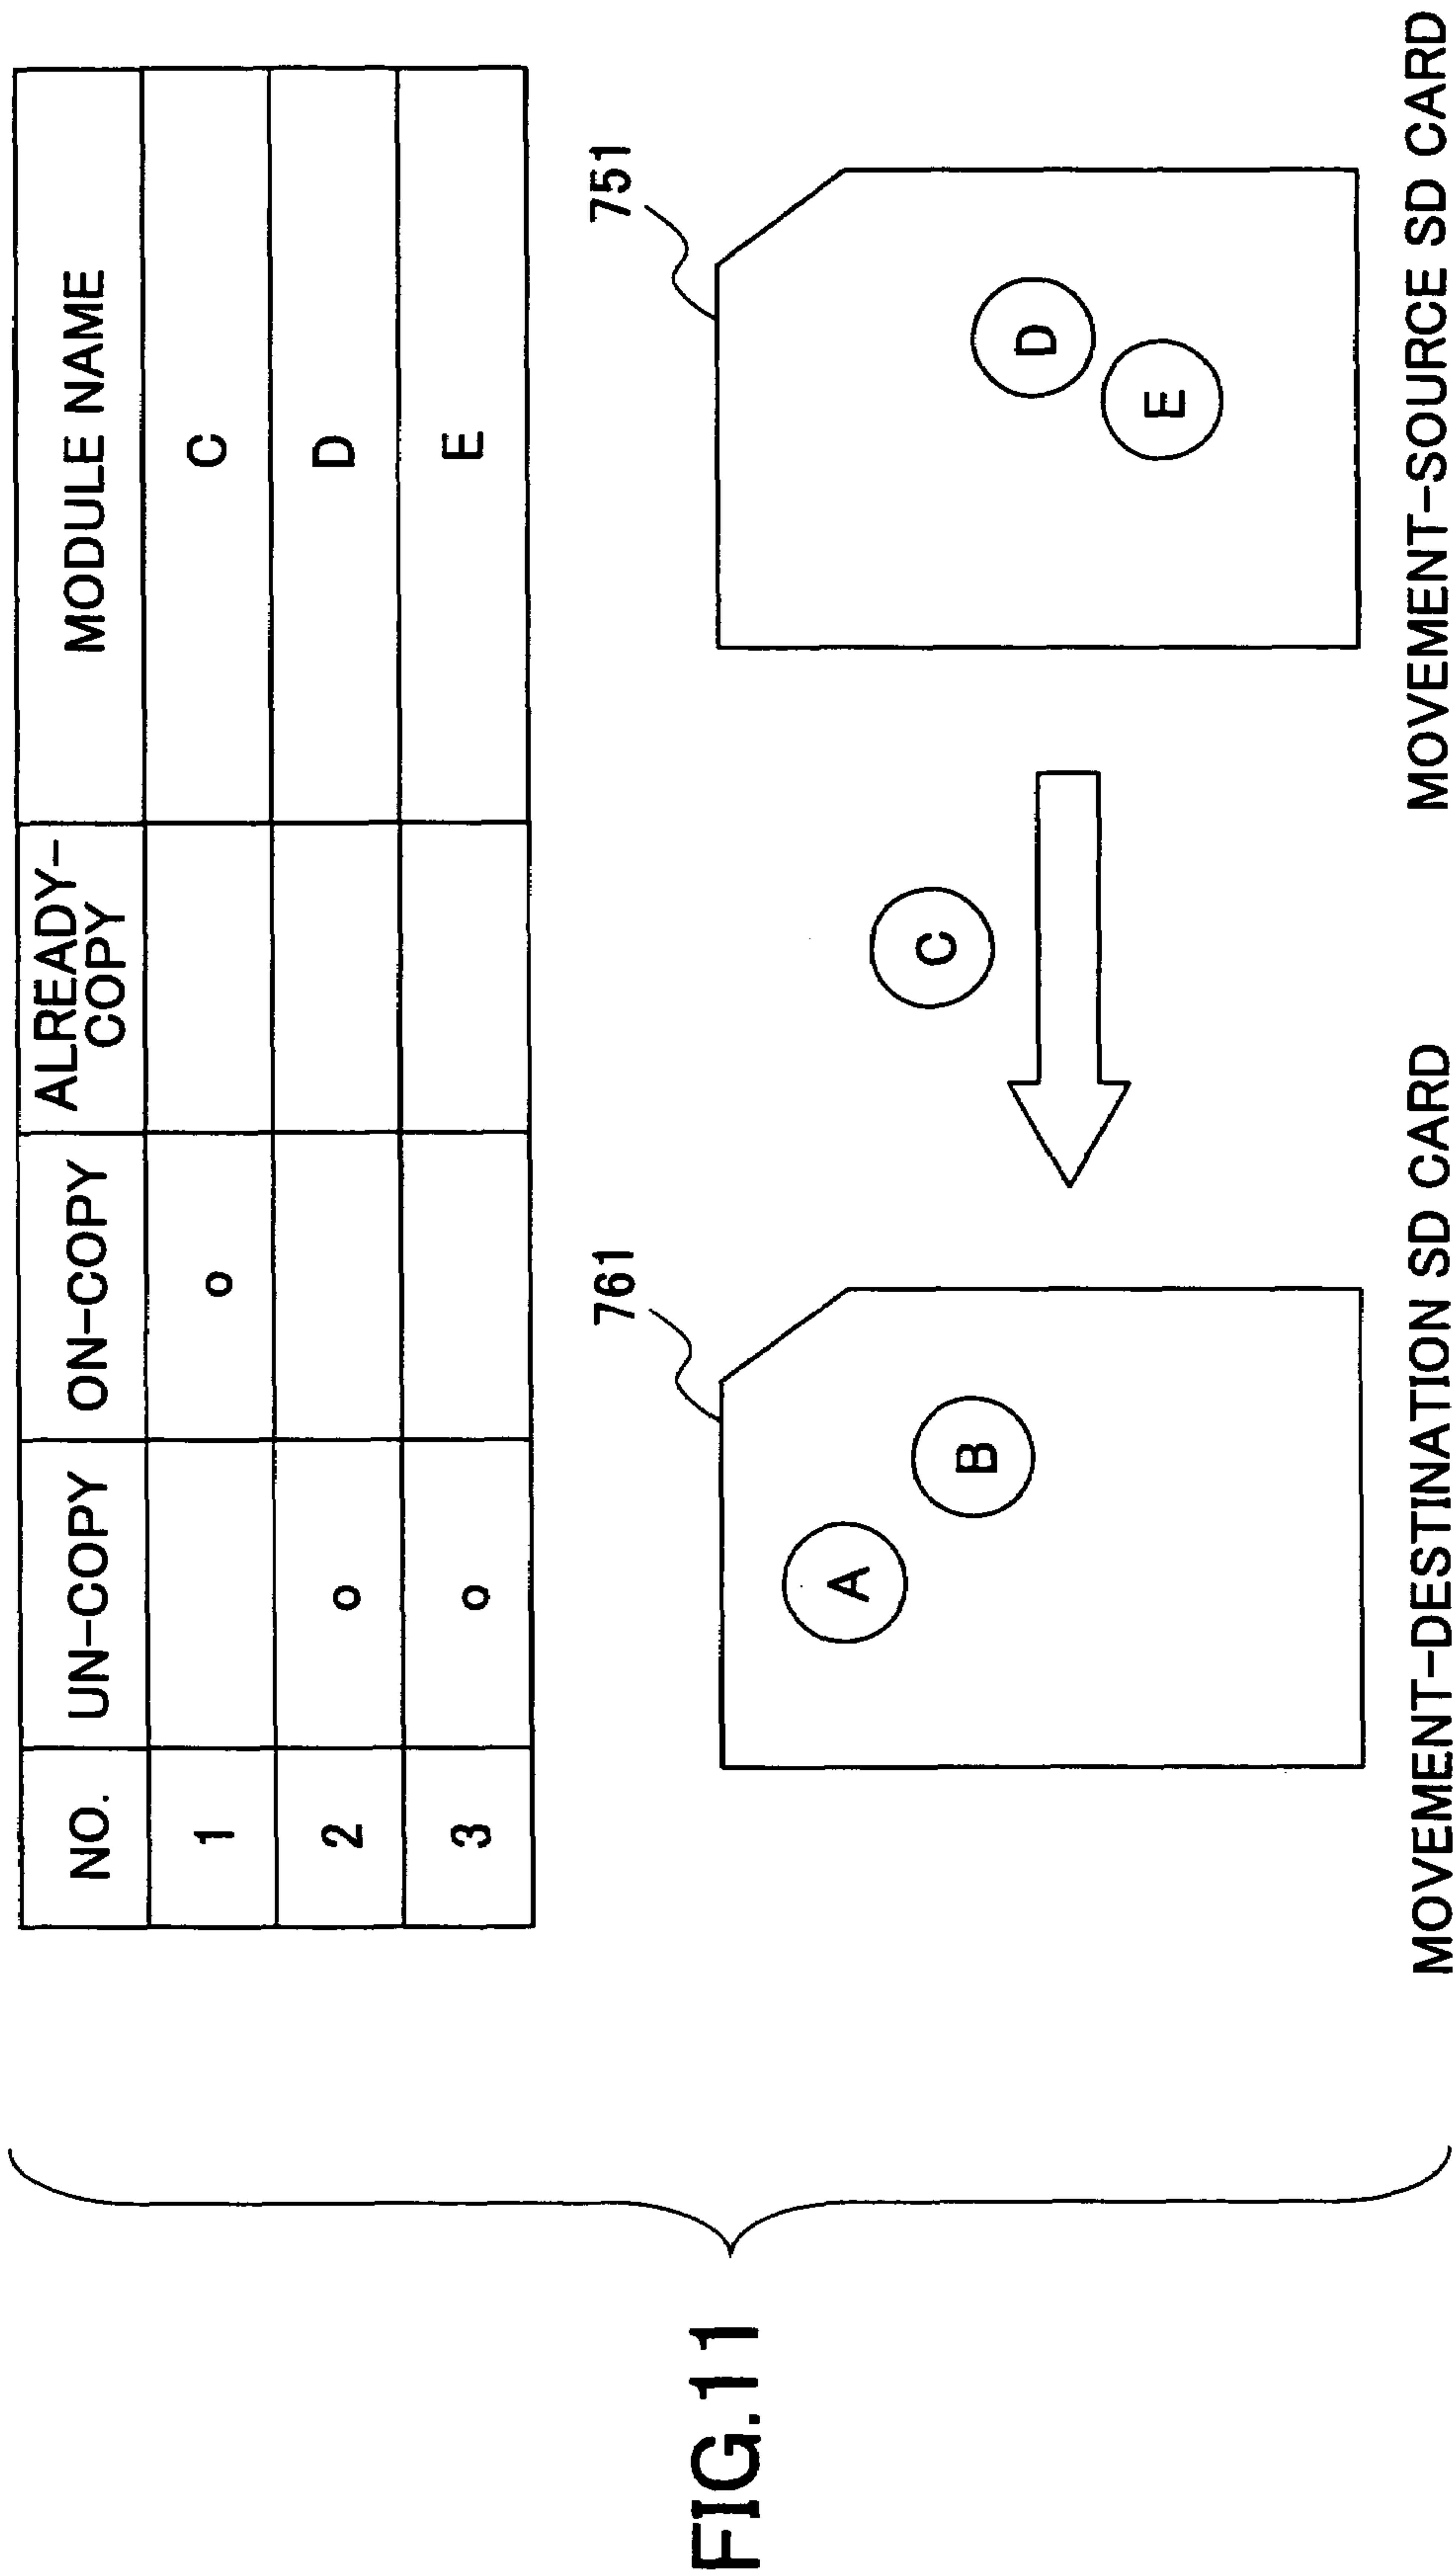 FIG.11
NO. UN-COPY ON-COPY ALREADY-COPY MODULE NAME
1 o C
2 o D
3 o E
761
751
A
B
C
D
E
MOVEMENT-DESTINATION SD CARD
MOVEMENT-SOURCE SD CARD